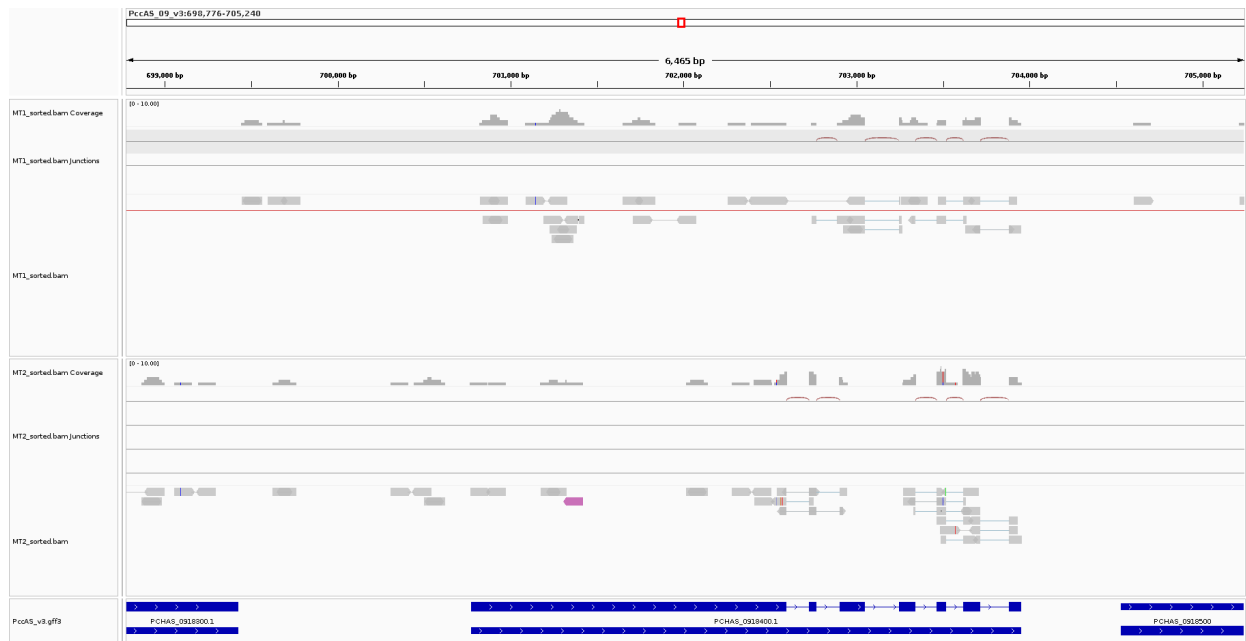 PccAS_09_v3:698,776-705,240
6,465 bp
699,000 bp 700,000 bp 701,000 bp 702,000 bp 703,000 bp 704,000 bp 705,000 bp
[0 - 10.00]
MT1_sorted.bam Coverage
MT1_sorted.bam Junctions
MT1_sorted.bam
[0 - 10.00]
MT2_sorted.bam Coverage
MT2_sorted.bam Junctions
MT2_sorted.bam
PccAS_v3.gff3
PCHAS_0918300.1 PCHAS_0918400.1 PCHAS_0918500